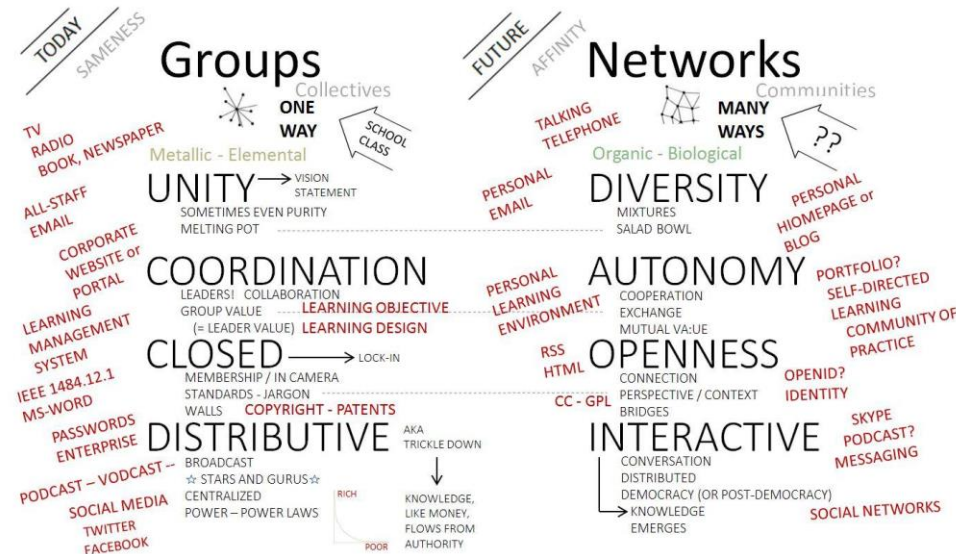 TODAY
SAMENESS
Groups
Collectives
ONE
WAY
SCHOOL
CLASS
Metallic - Elemental
TV
RADIO
BOOK, NEWSPAPER
ALL-STAFF
EMAIL
CORPORATE
WEBSITE or
PORTAL
LEARNING
MANAGEMENT
SYSTEM
IEEE 1484.12.1
MS-WORD
PASSWORDS
ENTERPRISE
PODCAST – VODCAST --
SOCIAL MEDIA
TWITTER
FACEBOOK
UNITY
VISION
STATEMENT
SOMETIMES EVEN PURITY
MELTING POT
COORDINATION
LEADERS! COLLABORATION
GROUP VALUE LEARNING OBJECTIVE
(= LEADER VALUE) LEARNING DESIGN
CLOSED
LOCK-IN
MEMBERSHIP / IN CAMERA
STANDARDS - JARGON
WALLS COPYRIGHT - PATENTS
DISTRIBUTIVE
AKA
TRICKLE DOWN
BROADCAST
☆ STARS AND GURUS☆
CENTRALIZED
POWER – POWER LAWS
RICH
POOR
KNOWLEDGE,
LIKE MONEY,
FLOWS FROM
AUTHORITY
FUTURE
AFFINITY
Networks
Communities
MANY
WAYS
??
Organic - Biological
TALKING
TELEPHONE
PERSONAL
EMAIL
PERSONAL
LEARNING
ENVIRONMENT
RSS
HTML
CC - GPL
DIVERSITY
MIXTURES
SALAD BOWL
AUTONOMY
COOPERATION
EXCHANGE
MUTUAL VA:UE
OPENNESS
CONNECTION
PERSPECTIVE / CONTEXT
BRIDGES
INTERACTIVE
CONVERSATION
DISTRIBUTED
DEMOCRACY (OR POST-DEMOCRACY)
KNOWLEDGE
EMERGES
PERSONAL
HIOMEPAGE or
BLOG
PORTFOLIO?
SELF-DIRECTED
LEARNING
COMMUNITY OF
PRACTICE
OPENID?
IDENTITY
SKYPE
PODCAST?
MESSAGING
SOCIAL NETWORKS